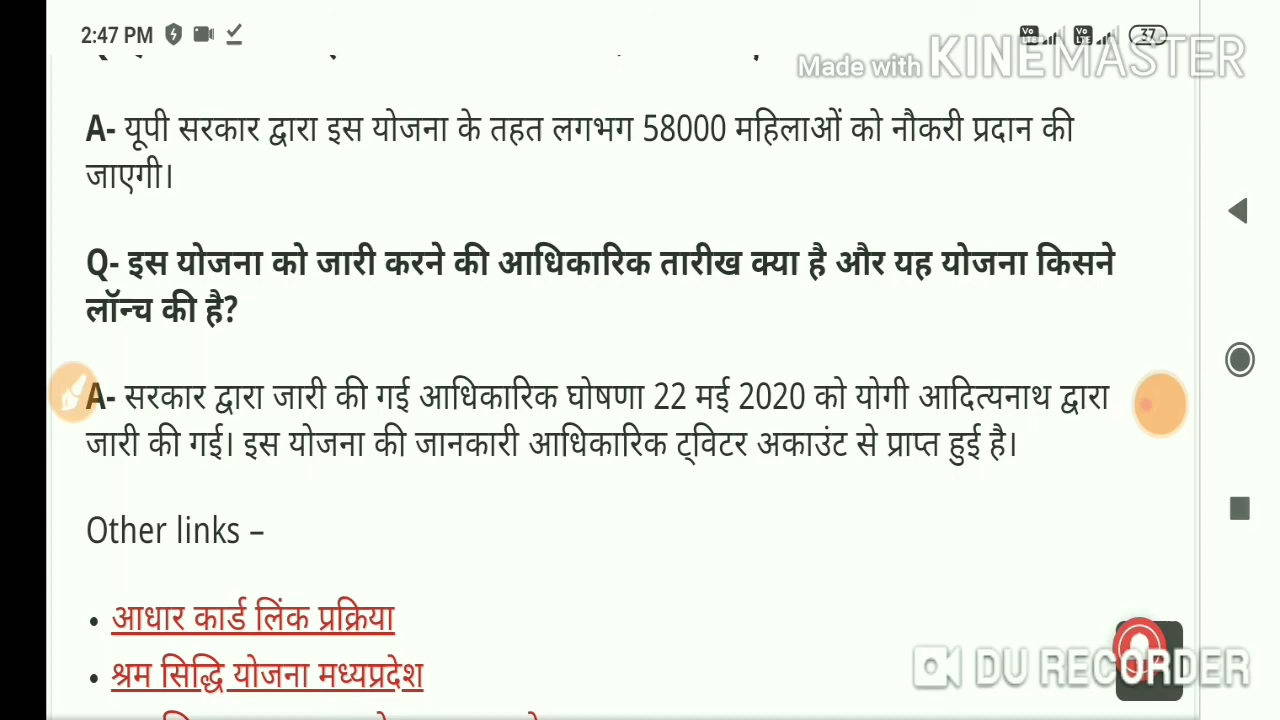 2:47 PM
37
Made with KINEMASTER
A- यूपी सरकार द्वारा इस योजना के तहत लगभग 58000 महिलाओं को नौकरी प्रदान की
जाएगी।
Q- इस योजना को जारी करने की आधिकारिक तारीख क्या है और यह योजना किसने
लॉन्च की है?
A- सरकार द्वारा जारी की गई आधिकारिक घोषणा 22 मई 2020 को योगी आदित्यनाथ द्वारा
जारी की गई। इस योजना की जानकारी आधिकारिक ट्विटर अकाउंट से प्राप्त हुई है।
Other links –
• आधार कार्ड लिंक प्रक्रिया
• श्रम सिद्धि योजना मध्यप्रदेश
DU RECORDER